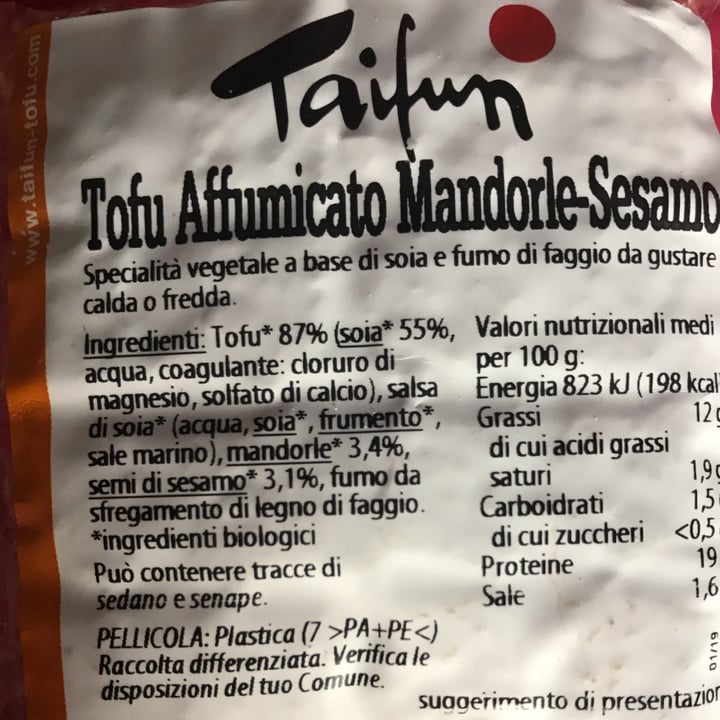 www.taifun-tofu.com
Taifun
Tofu Affumicato Mandorle-Sesamo
Specialità vegetale a base di soia e fumo di faggio da gustare
calda o fredda.
Ingredienti: Tofu* 87% (soia* 55%,
acqua, coagulante: cloruro di
magnesio, solfato di calcio), salsa
di soia* (acqua, soia*, frumento*,
sale marino), mandorle* 3,4%,
semi di sesamo* 3,1%, fumo da
sfregamento di legno di faggio.
*ingredienti biologici
Può contenere tracce di
sedano e senape.
PELLICOLA: Plastica (7 >PA+PE<)
Raccolta differenziata. Verifica le
disposizioni del tuo Comune.
Valori nutrizionali medi
per 100 g:
Energia 823 kJ (198 kcal
Grassi 12 g
di cui acidi grassi
saturi 1,9 g
Carboidrati 1,5
di cui zuccheri <0,5
Proteine 19
Sale 1,6
01/19
suggerimento di presentazion